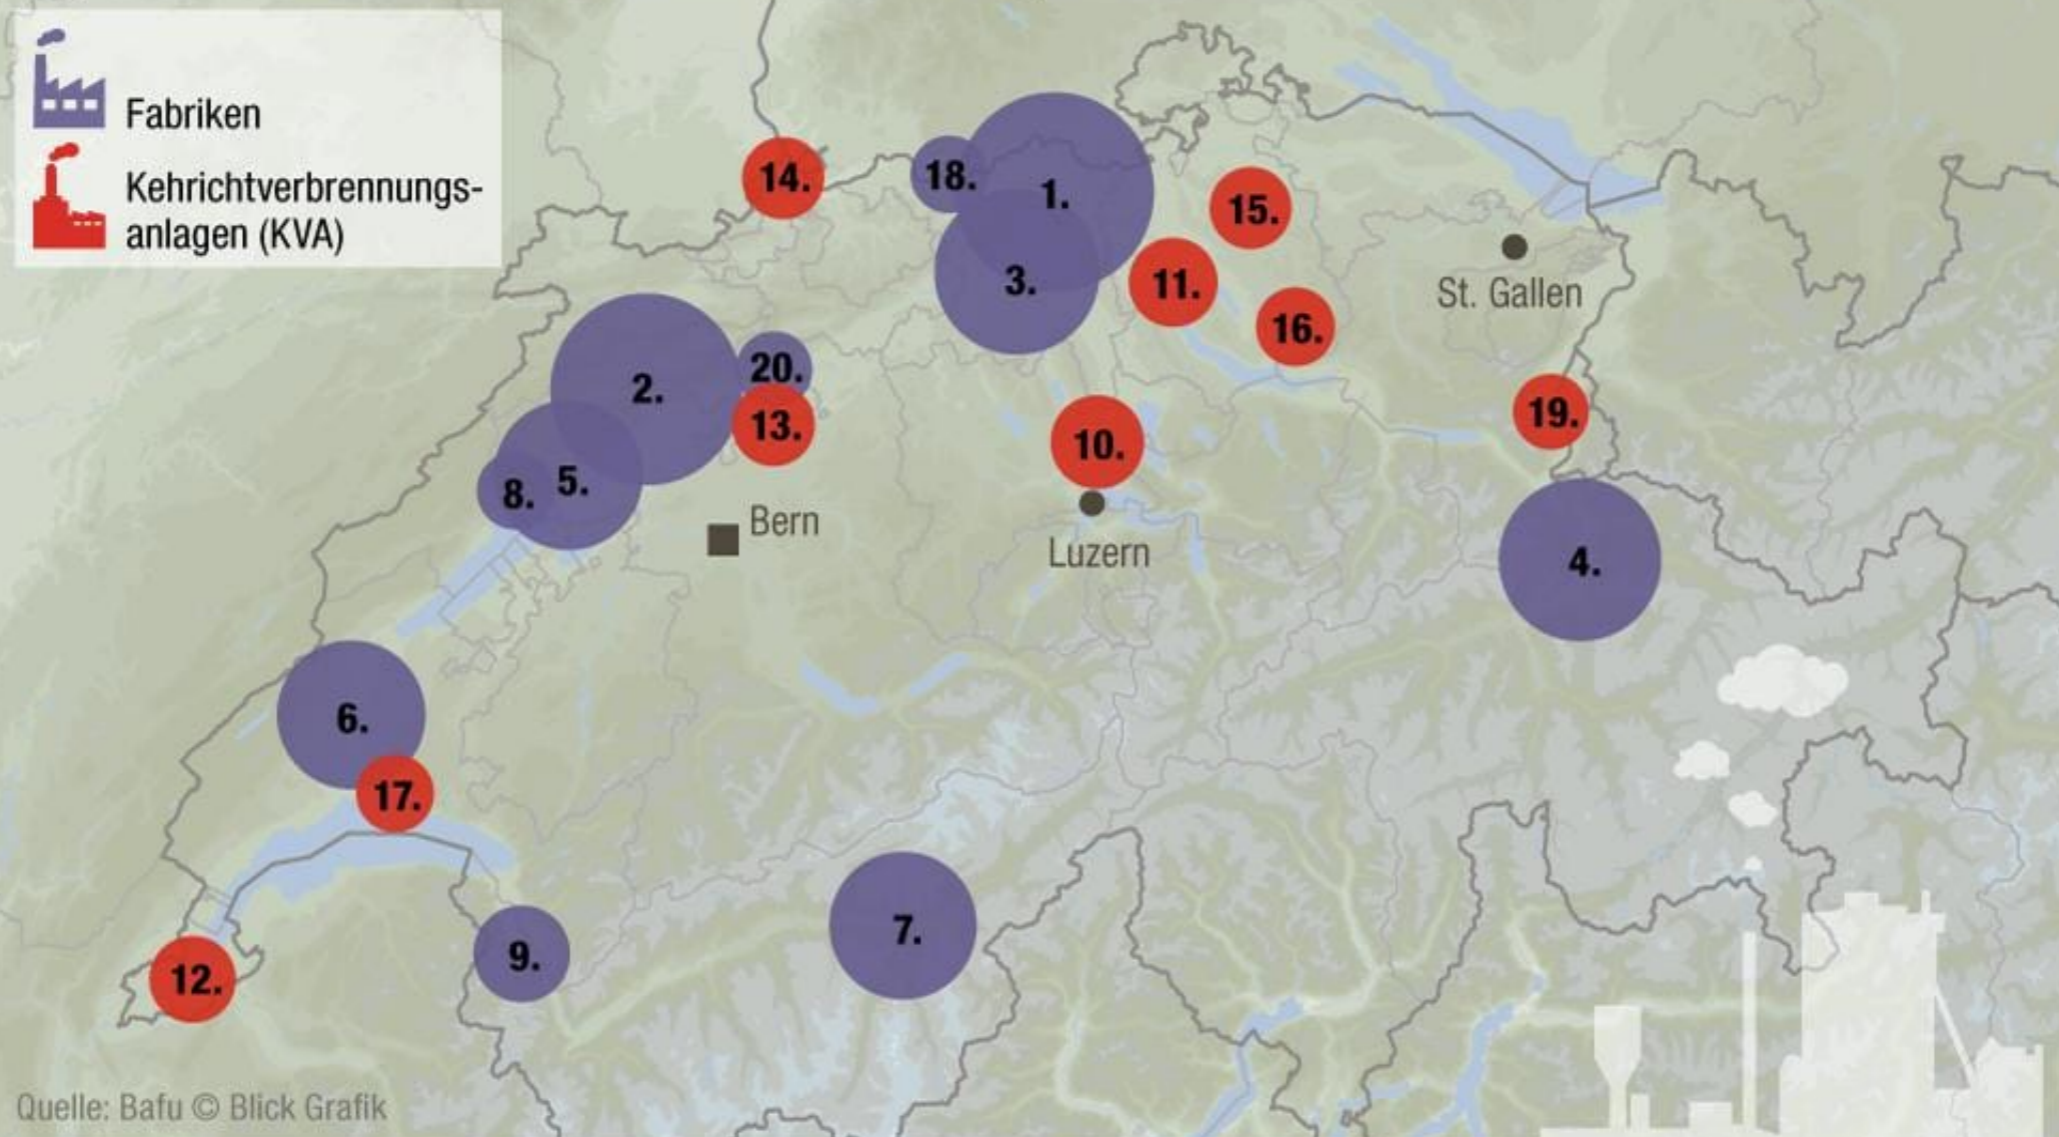 Fabriken
Kehrichtverbrennungs-
anlagen (KVA)
14.
18.
1.
15.
3.
11.
St. Gallen
16.
2.
20.
13.
19.
10.
8.
5.
Bern
Luzern
4.
6.
17.
7.
9.
12.
Quelle: Bafu © Blick Grafik